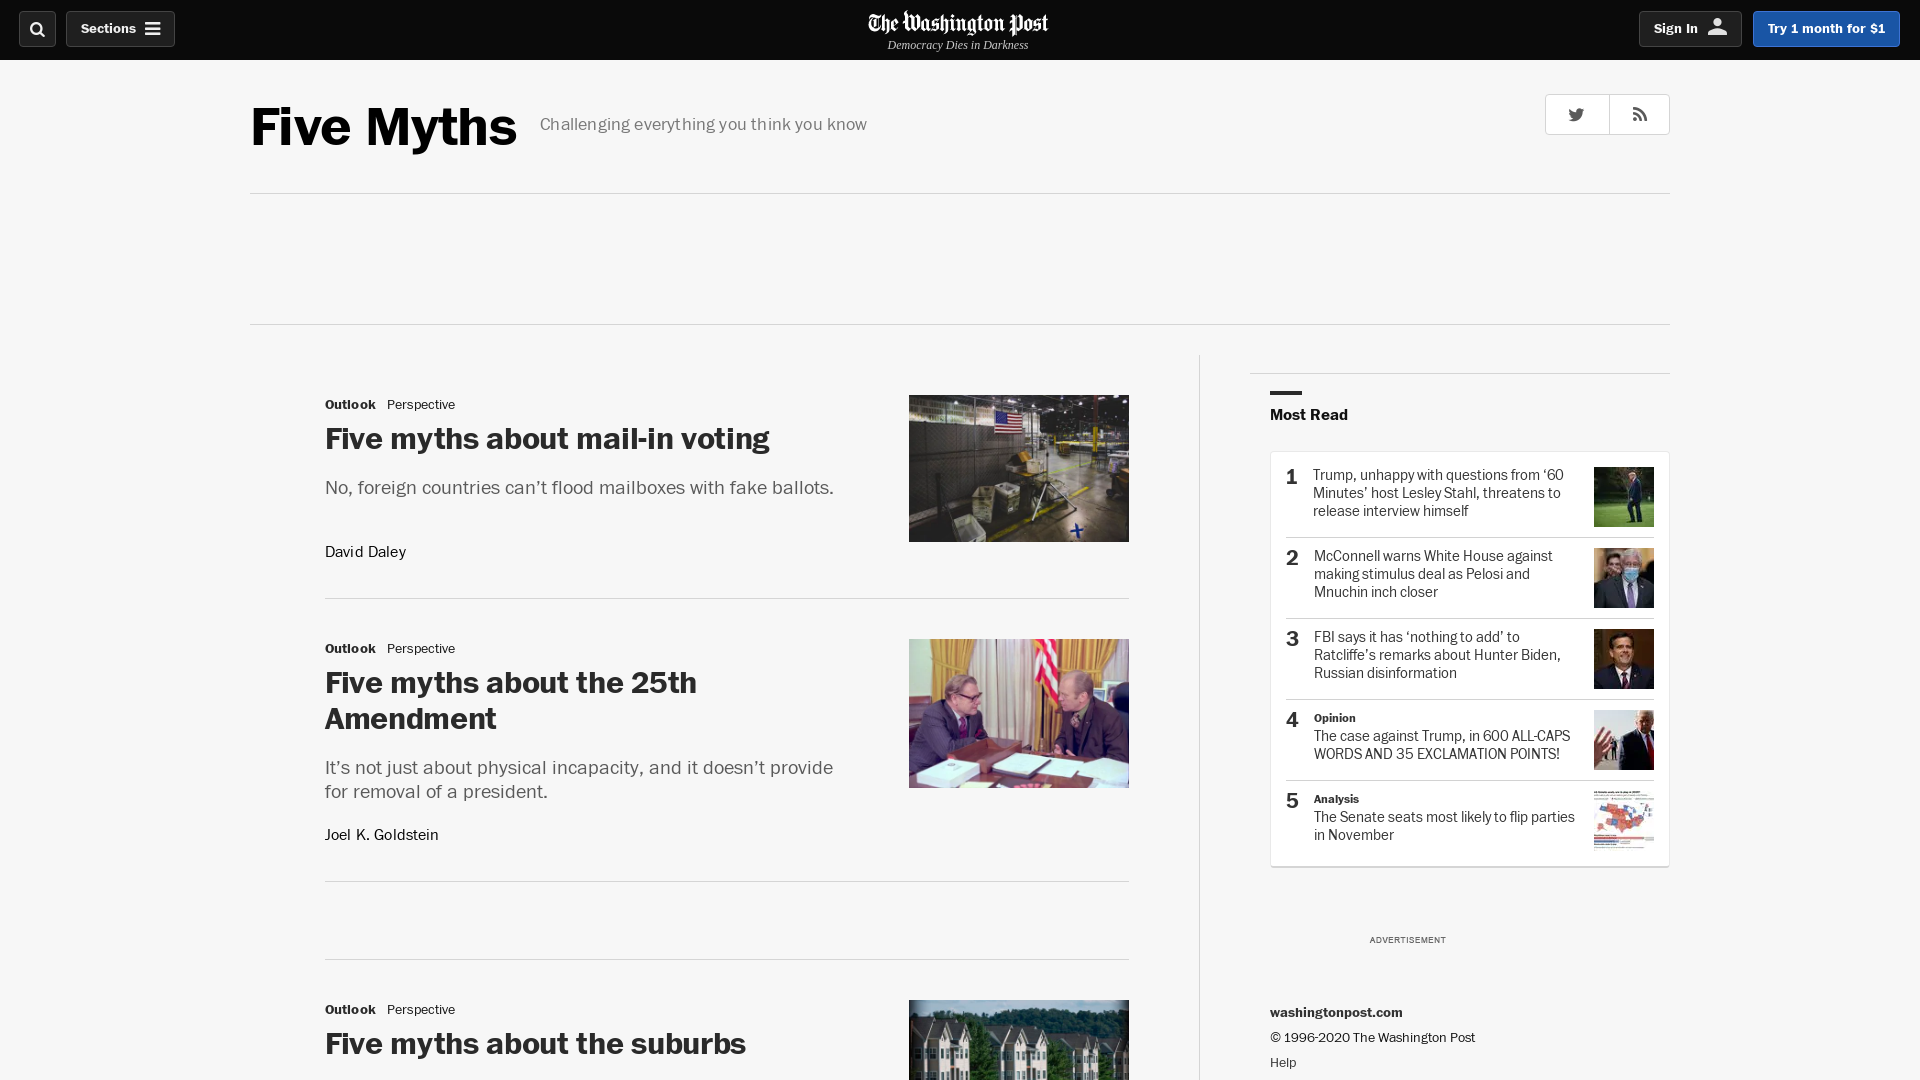 Sections
The Washington Post
Democracy Dies in Darkness
Sign In
Try 1 month for $1
Five Myths
Challenging everything you think you know
Outlook Perspective
Five myths about mail-in voting
No, foreign countries can’t flood mailboxes with fake ballots.
David Daley
Outlook Perspective
Five myths about the 25th
Amendment
It’s not just about physical incapacity, and it doesn’t provide
for removal of a president.
Joel K. Goldstein
Outlook Perspective
Five myths about the suburbs
Most Read
1 Trump, unhappy with questions from ‘60
Minutes’ host Lesley Stahl, threatens to
release interview himself
2 McConnell warns White House against
making stimulus deal as Pelosi and
Mnuchin inch closer
3 FBI says it has ‘nothing to add’ to
Ratcliffe’s remarks about Hunter Biden,
Russian disinformation
4 Opinion
The case against Trump, in 600 ALL-CAPS
WORDS AND 35 EXCLAMATION POINTS!
5 Analysis
The Senate seats most likely to flip parties
in November
ADVERTISEMENT
washingtonpost.com
© 1996-2020 The Washington Post
Help